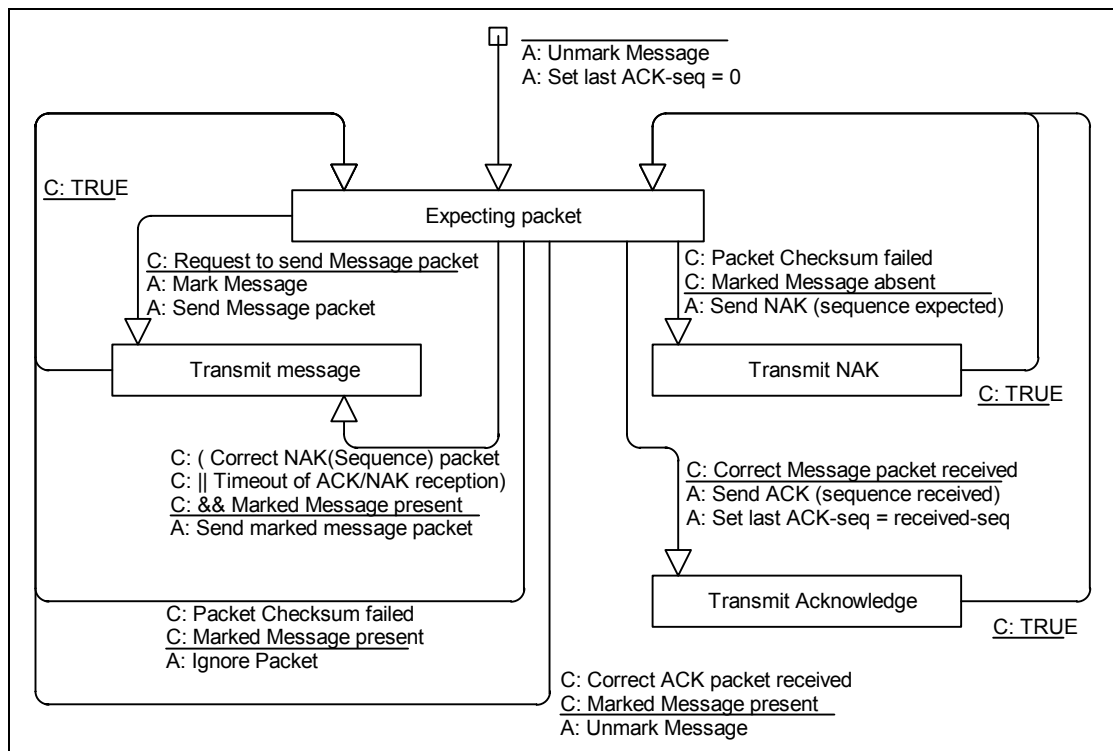 A: Unmark Message
A: Set last ACK-seq = 0
C: TRUE
Expecting packet
C: Request to send Message packet
A: Mark Message
A: Send Message packet
C: Packet Checksum failed
C: Marked Message absent
A: Send NAK (sequence expected)
Transmit message
Transmit NAK
C: TRUE
C: ( Correct NAK(Sequence) packet
C: || Timeout of ACK/NAK reception)
C: && Marked Message present
A: Send marked message packet
C: Correct Message packet received
A: Send ACK (sequence received)
A: Set last ACK-seq = received-seq
Transmit Acknowledge
C: TRUE
C: Packet Checksum failed
C: Marked Message present
A: Ignore Packet
C: Correct ACK packet received
C: Marked Message present
A: Unmark Message